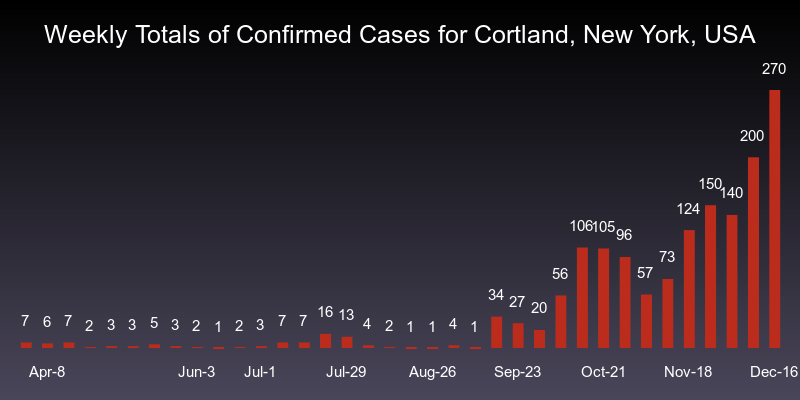 Weekly Totals of Confirmed Cases for Cortland, New York, USA
7 6 7 2 3 3 5 3 2 1 2 3 7 7 16 13 4 2 1 1 4 1 34 27 20 56 106 105 96 57 73 124 150 140 200 270
Apr-8 Jun-3 Jul-1 Jul-29 Aug-26 Sep-23 Oct-21 Nov-18 Dec-16